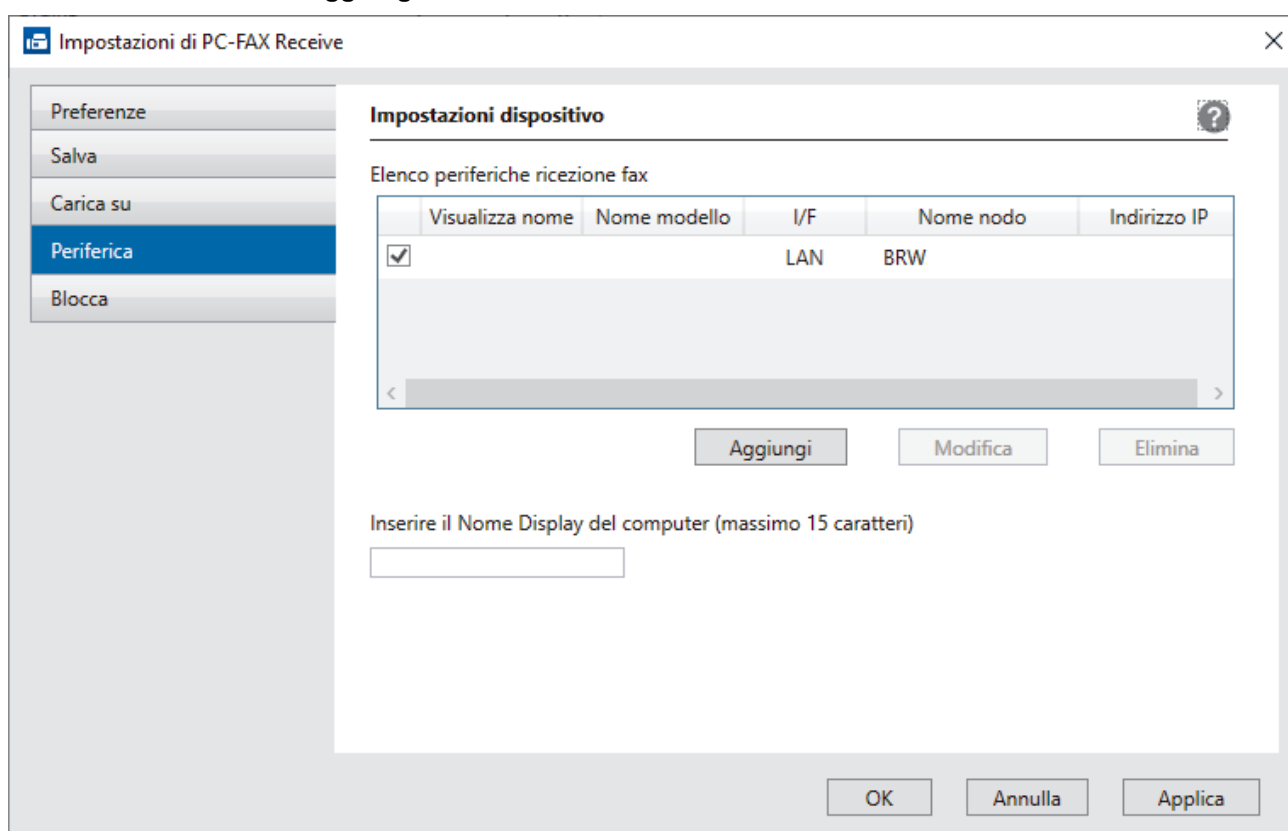 Impostazioni di PC-FAX Receive
Preferenze
Salva
Carica su
Periferica
Blocca
Impostazioni dispositivo
Elenco periferiche ricezione fax
Visualizza nome Nome modello I/F Nome nodo Indirizzo IP
LAN BRW
Aggiungi Modifica Elimina
Inserire il Nome Display del computer (massimo 15 caratteri)
OK Annulla Applica